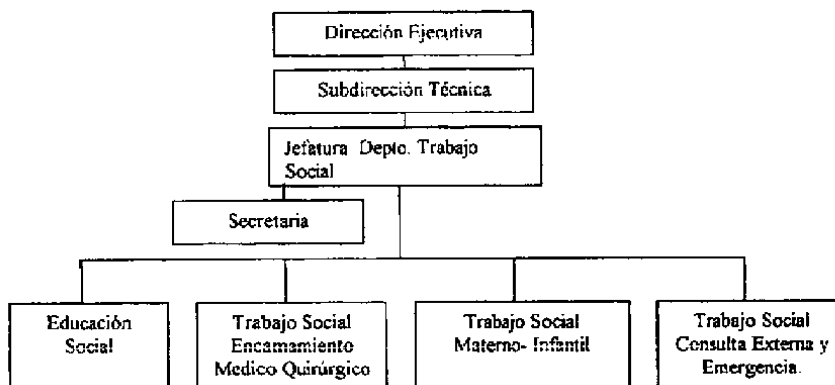 Dirección Ejecutiva
Subdirección Técnica
Jefatura Depto. Trabajo
Social
Secretaria
Educación
Social
Trabajo Social
Encamamiento
Medico Quirúrgico
Trabajo Social
Materno- Infantil
Trabajo Social
Consulta Externa y
Emergencia.